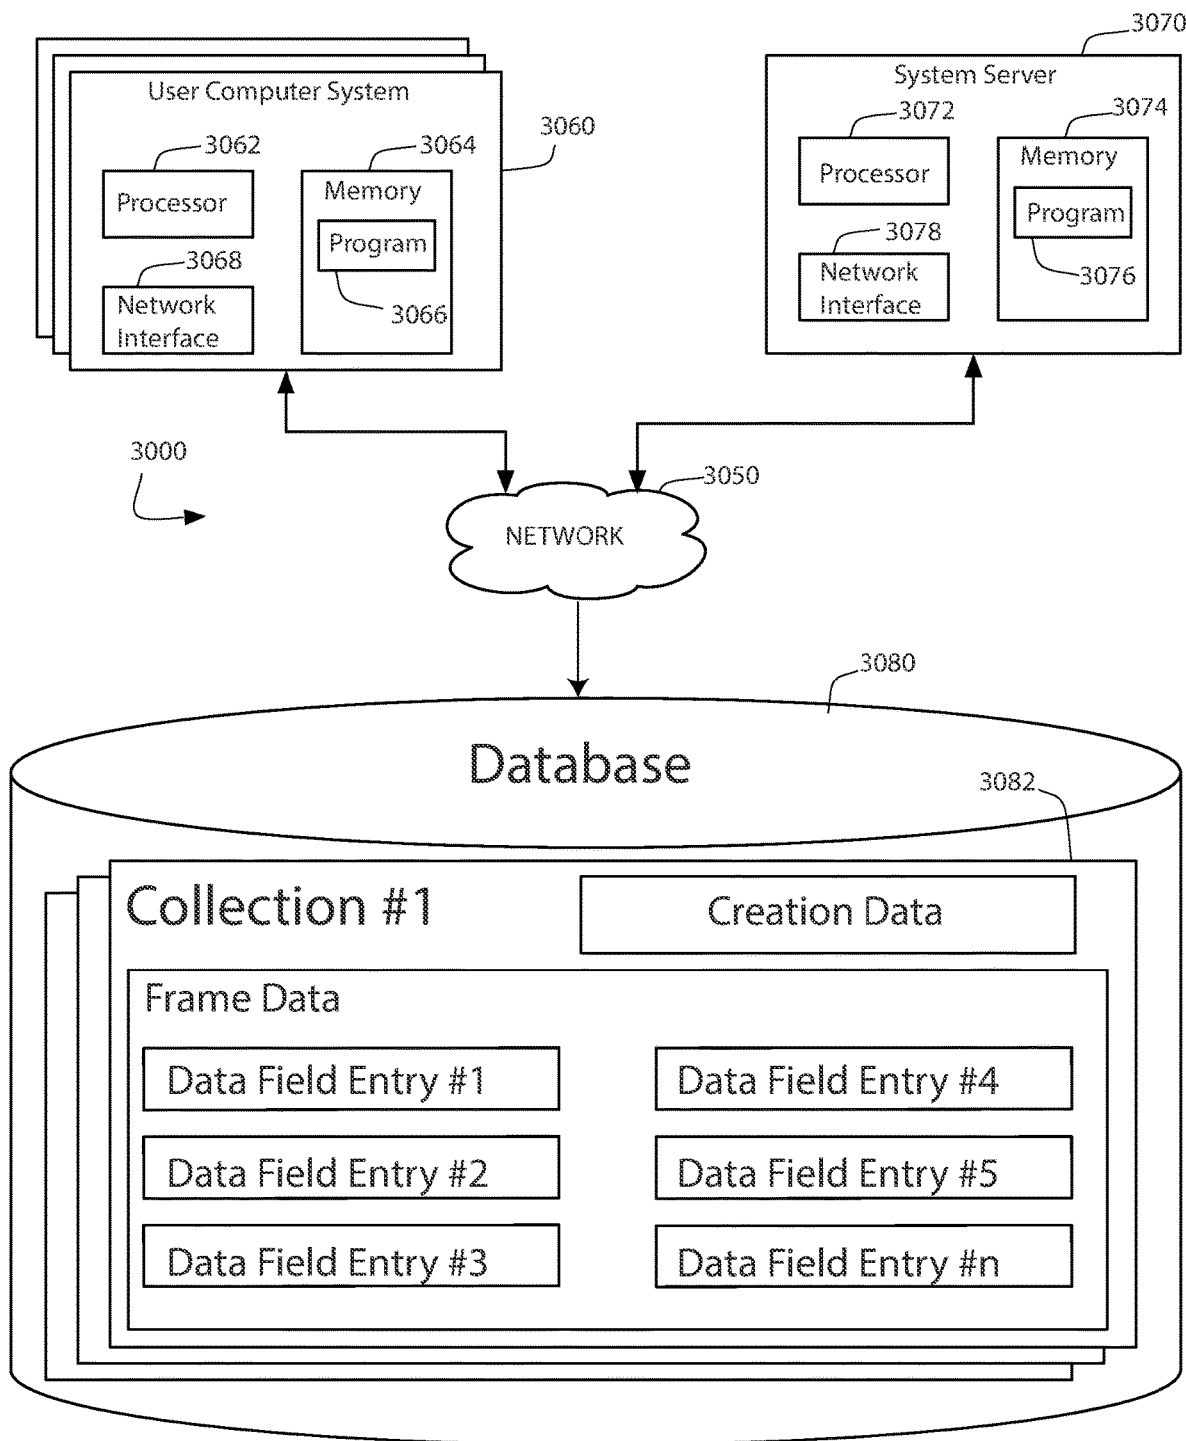 3070
User Computer System
System Server
3060
3062
3064
3072
3074
Processor
Memory
Program
Processor
Memory
Program
3068
3066
3078
3076
Network
Interface
Network
Interface
3000
3050
NETWORK
3080
Database
3082
Collection #1
Creation Data
Frame Data
Data Field Entry #1
Data Field Entry #4
Data Field Entry #2
Data Field Entry #5
Data Field Entry #3
Data Field Entry #n